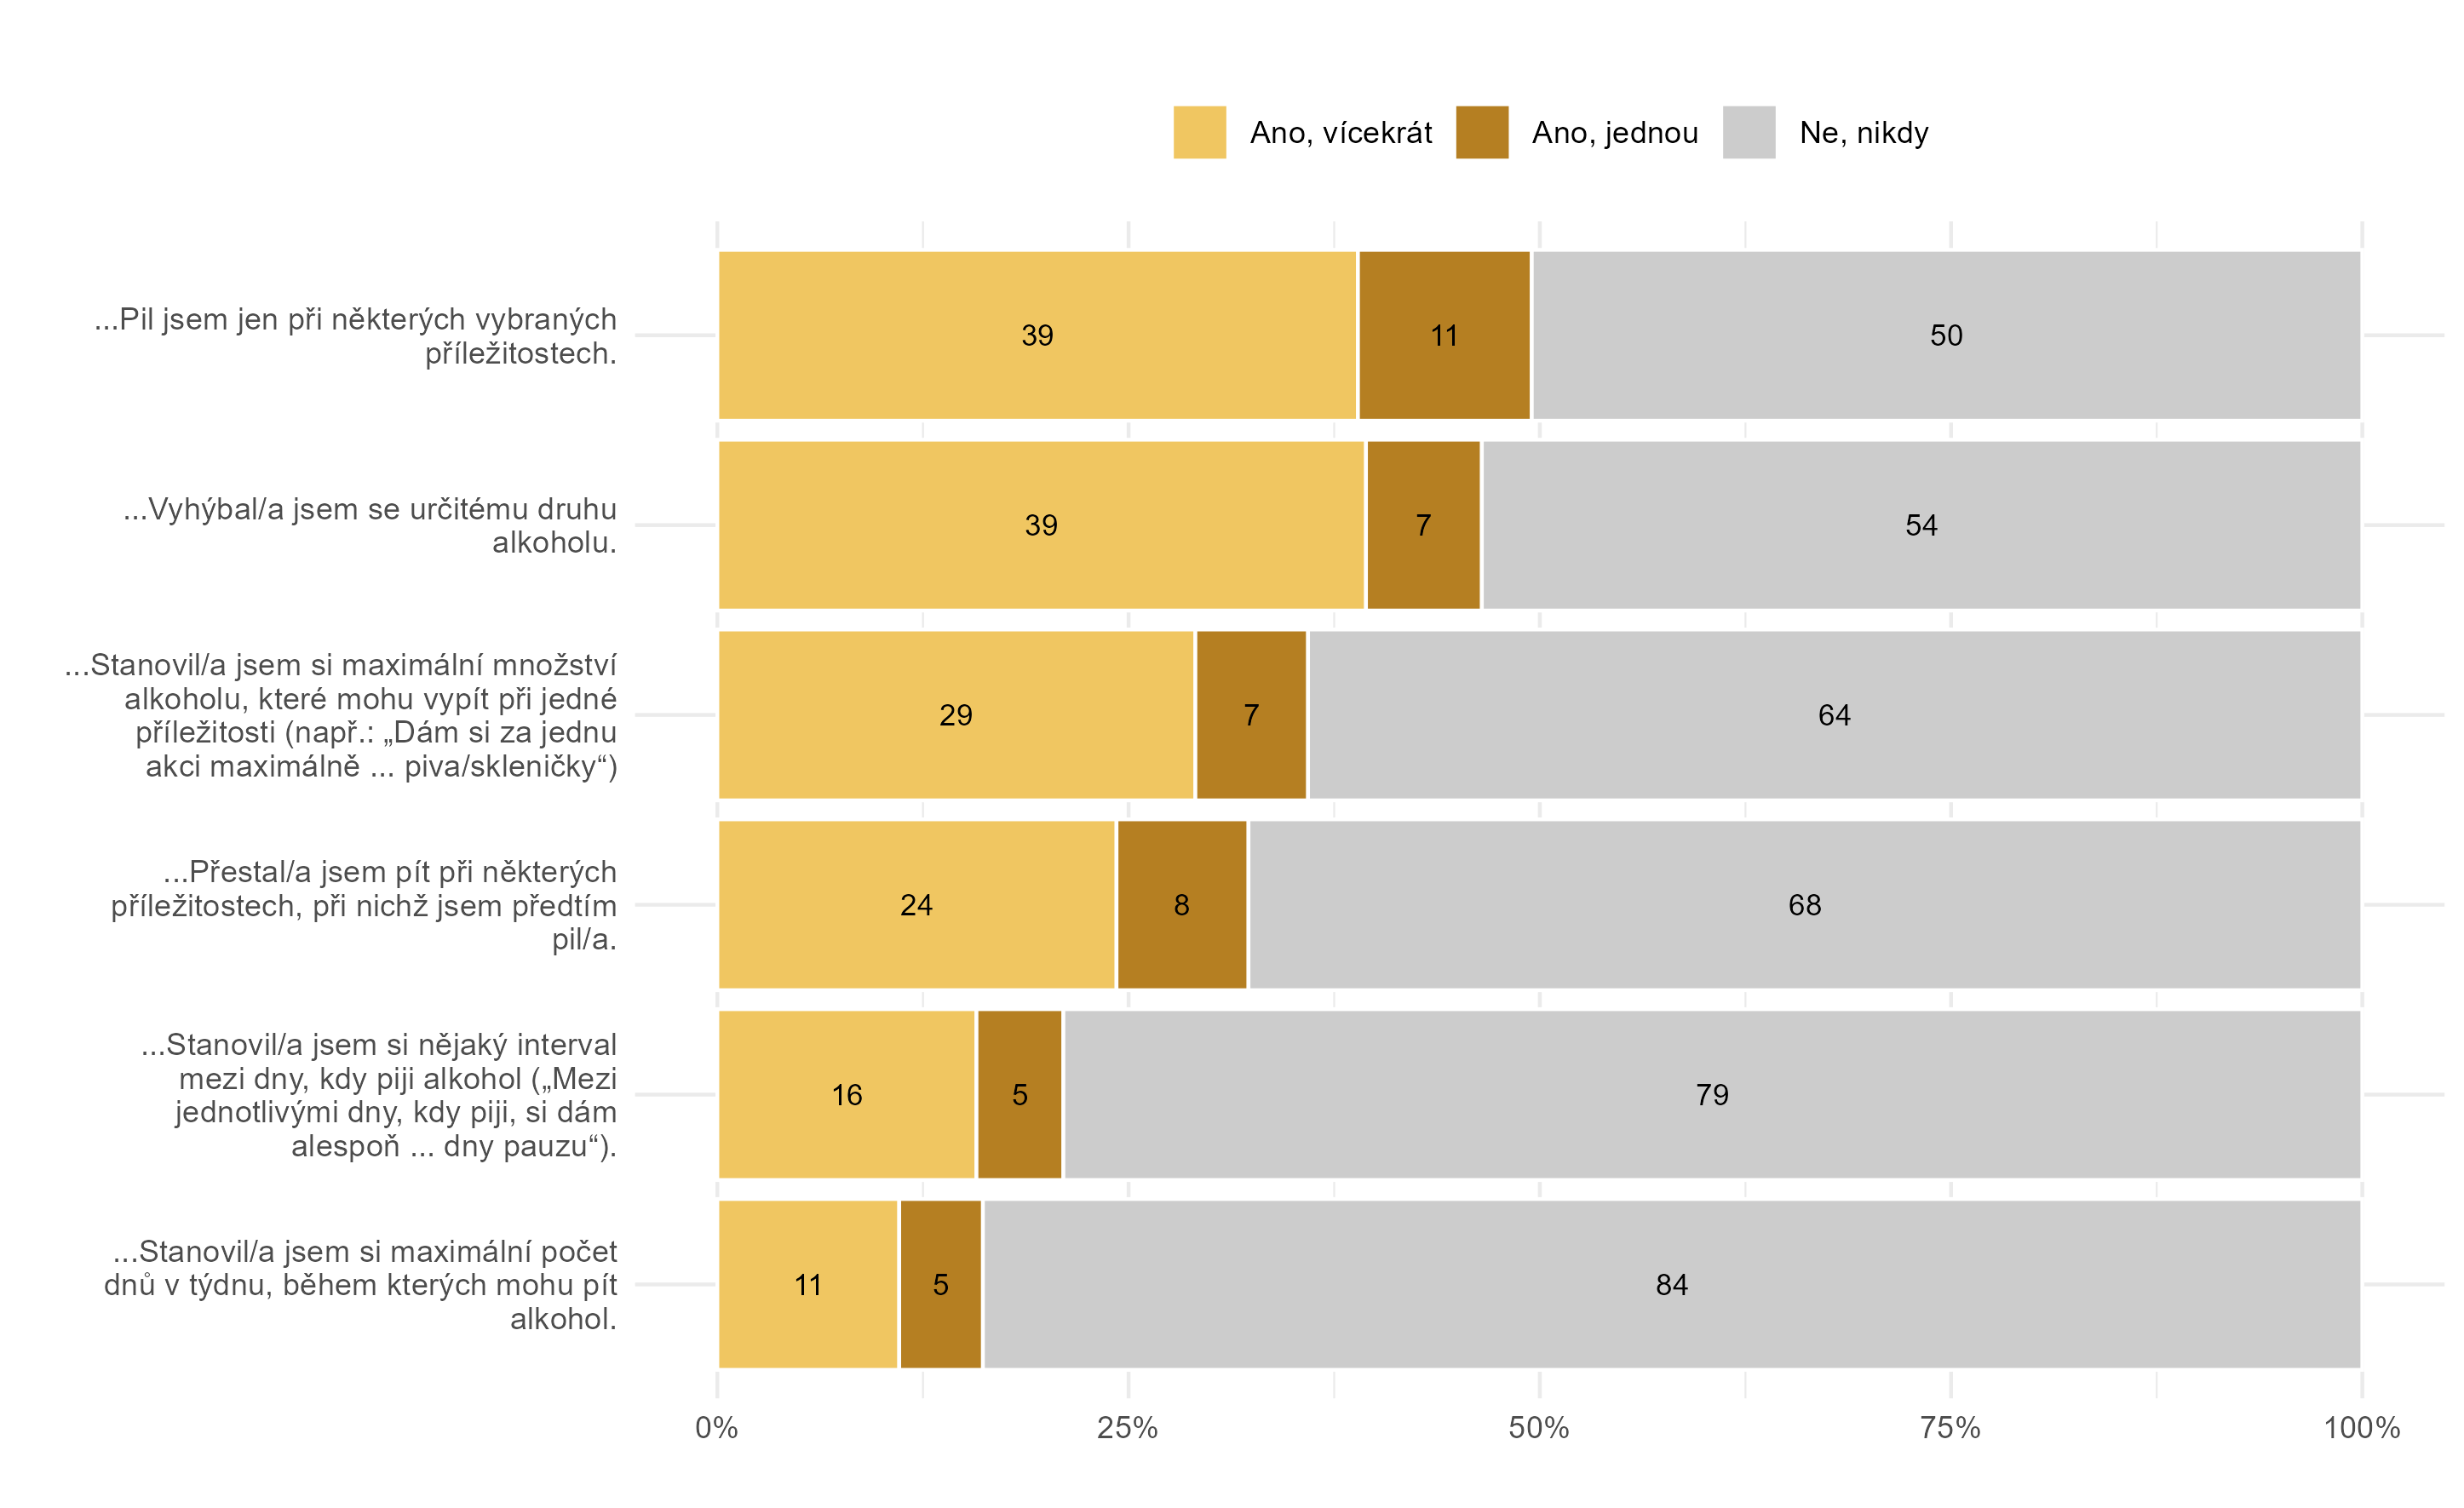 Ano, vícekrát Ano, jednou Ne, nikdy
...Pil jsem jen při některých vybraných
příležitostech.
39 11 50
...Vyhýbal/a jsem se určitému druhu
alkoholu.
39 7 54
...Stanovil/a jsem si maximální množství
alkoholu, které mohu vypít při jedné
příležitosti (např.: „Dám si za jednu
akci maximálně ... piva/skleničky“)
29 7 64
...Přestal/a jsem pít při některých
příležitostech, při nichž jsem předtím
pil/a.
24 8 68
...Stanovil/a jsem si nějaký interval
mezi dny, kdy piji alkohol („Mezi
jednotlivými dny, kdy piji, si dám
alespoň ... dny pauzu“).
16 5 79
...Stanovil/a jsem si maximální počet
dnů v týdnu, během kterých mohu pít
alkohol.
11 5 84
0% 25% 50% 75% 100%